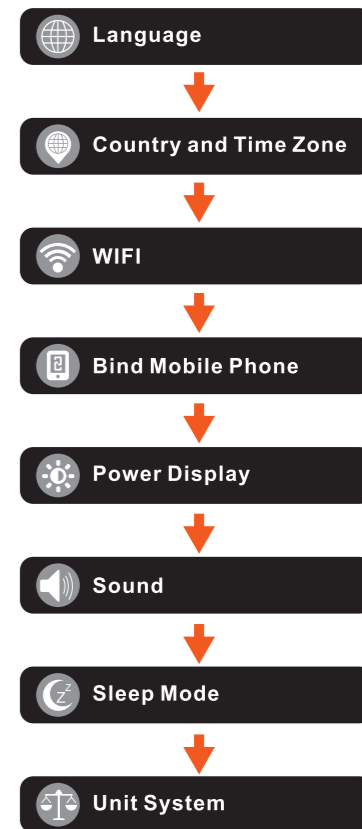 Language
Country and Time Zone
WIFI
Bind Mobile Phone
Power Display
Sound
Sleep Mode
Unit System